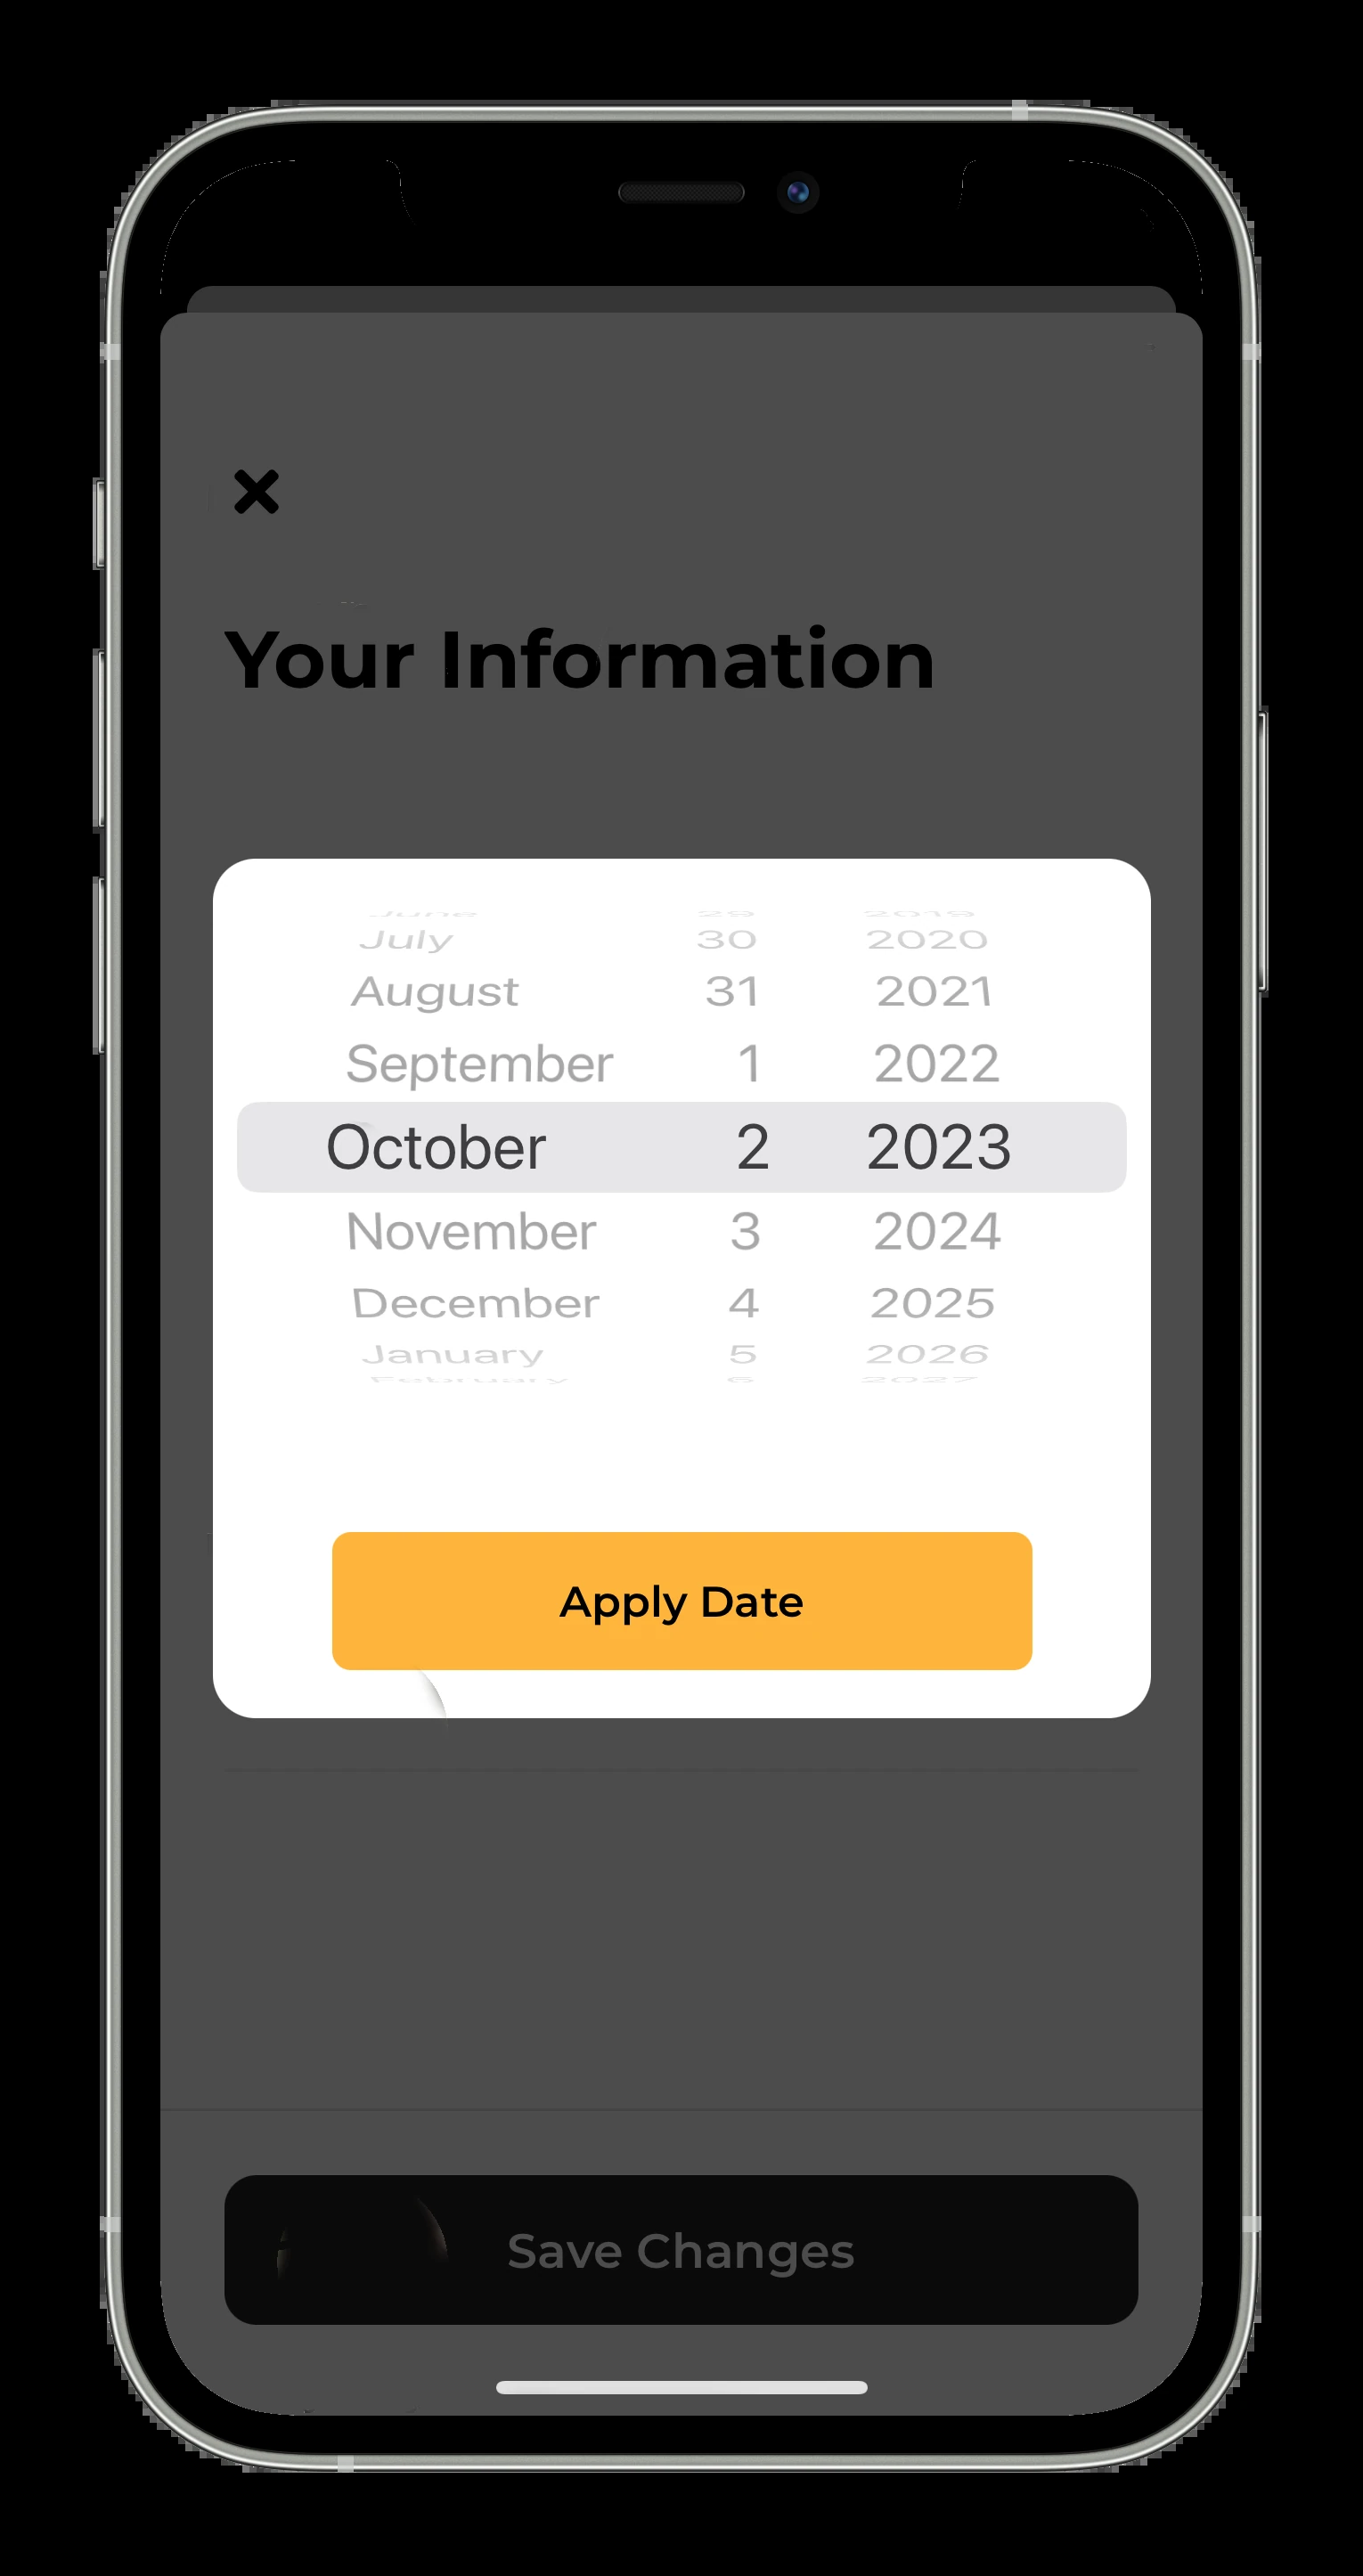 Your Information
June 29 2019
July 30 2020
August 31 2021
September 1 2022
October 2 2023
November 3 2024
December 4 2025
January 5 2026
February 6 2027
Apply Date
Save Changes